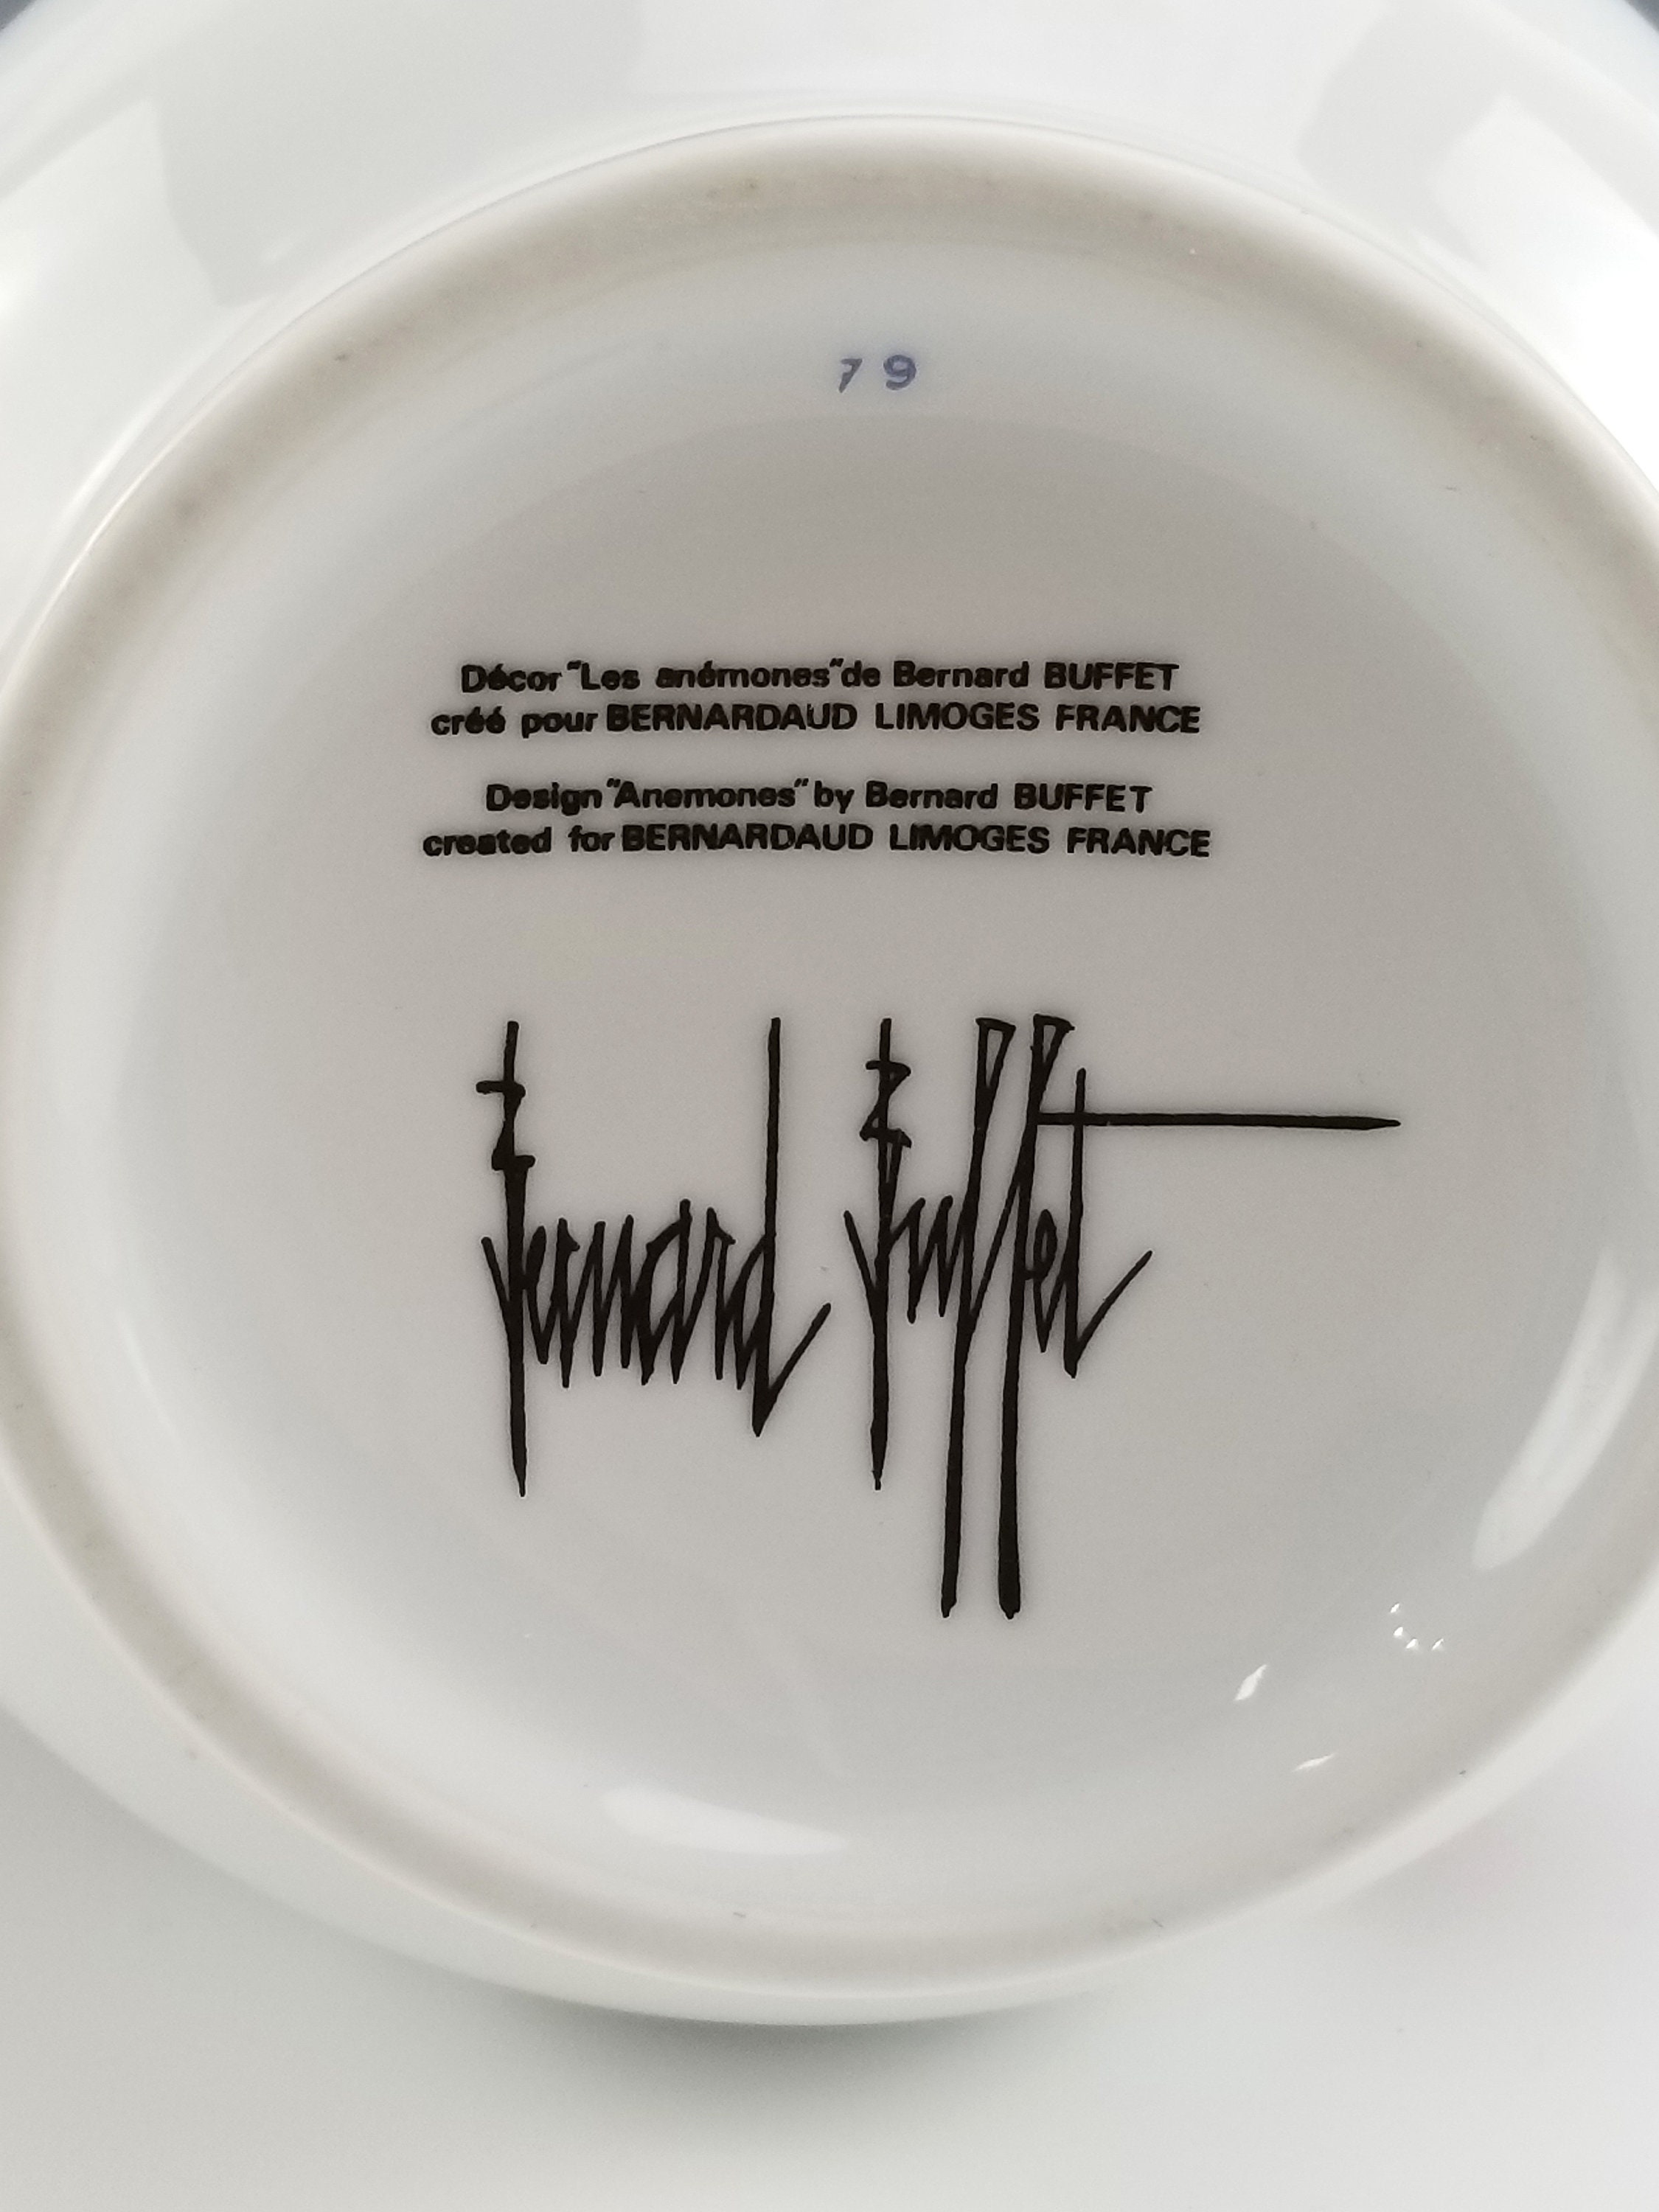 79
Décor "Les anémones" de Bernard BUFFET
créé pour BERNARDAUD LIMOGES FRANCE
Design "Anemones" by Bernard BUFFET
created for BERNARDAUD LIMOGES FRANCE
Bernard Buffet